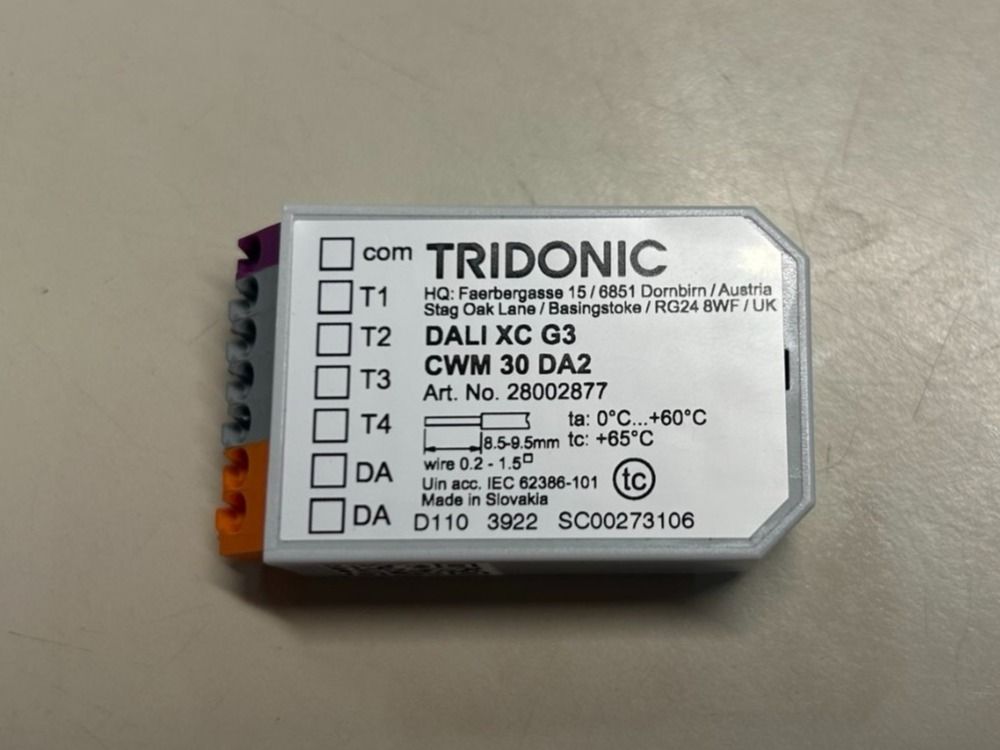 com
T1
T2
T3
T4
DA
DA
TRIDONIC
HQ: Faerbergasse 15 / 6851 Dornbirn / Austria
Stag Oak Lane / Basingstoke / RG24 8WF / UK
DALI XC G3
CWM 30 DA2
Art. No. 28002877
8.5-9.5mm
wire 0.2 - 1.5□
ta: 0°C...+60°C
tc: +65°C
Uin acc. IEC 62386-101
Made in Slovakia
tc
D110 3922 SC00273106